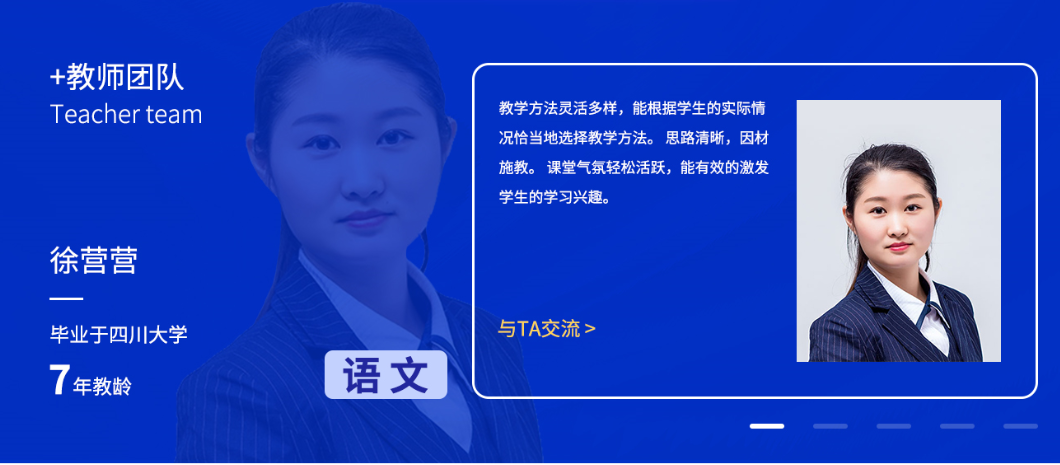 +教师团队
Teacher team
徐营营
毕业于四川大学
7年教龄
语文
教学方法灵活多样，能根据学生的实际情
况恰当地选择教学方法。 思路清晰，因材
施教。 课堂气氛轻松活跃，能有效的激发
学生的学习兴趣。
与TA交流 >